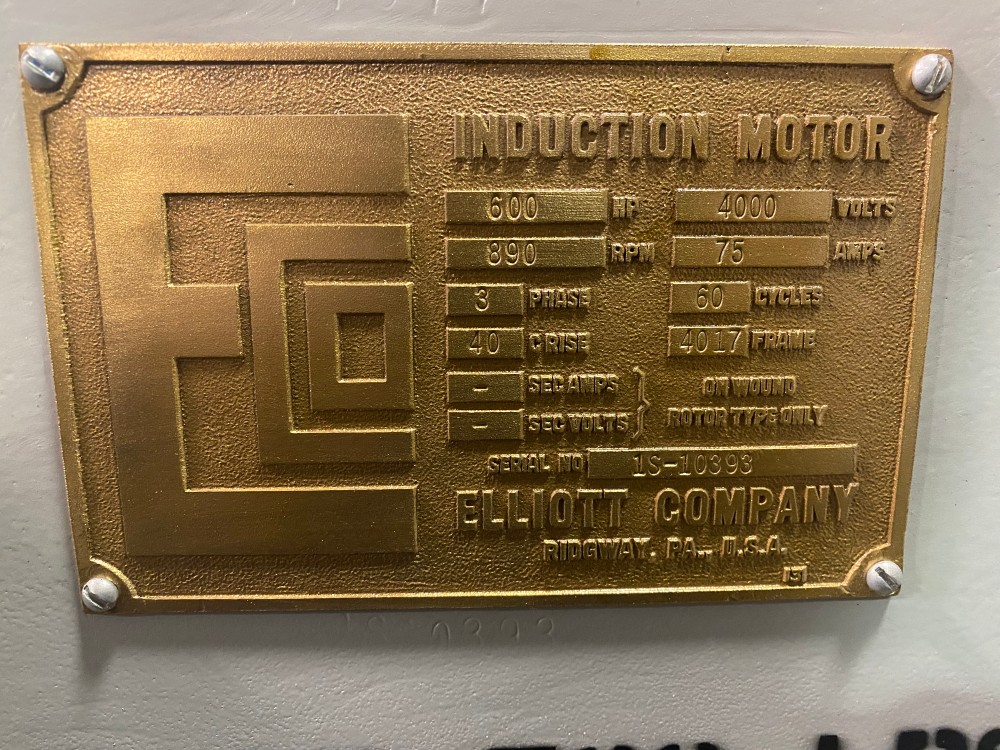 INDUCTION MOTOR
600 HP 4000 VOLTS
890 RPM 75 AMPS
3 PHASE 60 CYCLES
40 C RISE 4017 FRAME
- SEC AMPS } ON WOUND
- SEC VOLTS ROTOR TYPE ONLY
SERIAL NO 1S-10393
ELLIOTT COMPANY
RIDGWAY, PA., U.S.A.
1S10393